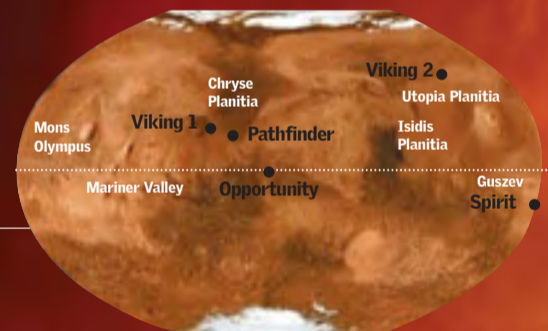 Viking 2
Chryse
Planitia
Utopia Planitia
Viking 1
Pathfinder
Isidis
Planitia
Mons
Olympus
Mariner Valley
Opportunity
Guszev
Spirit